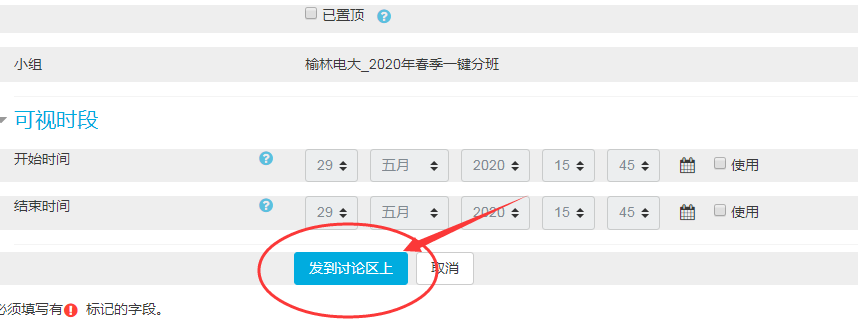 已置顶
小组 榆林电大_2020年春季一键分班
可视时段
开始时间 29 五月 2020 15 45 使用
结束时间 29 五月 2020 15 45 使用
发到讨论区上 取消
必须填写有 标记的字段。